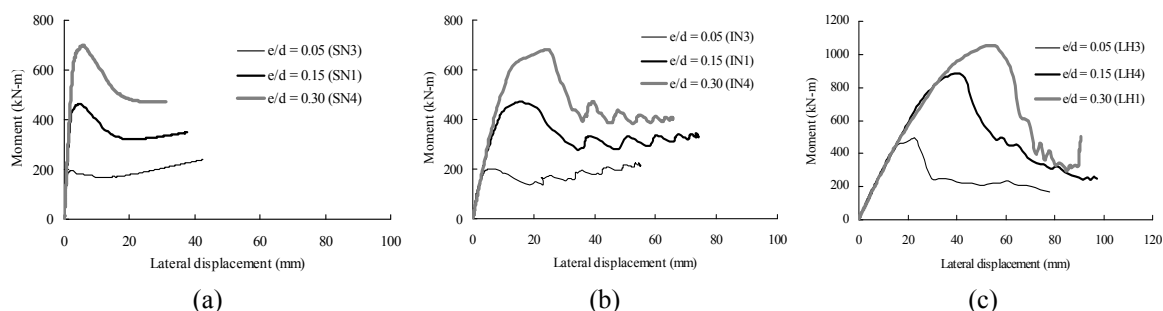 800
600
400
200
0
Moment (kN-m)
e/d = 0.05 (SN3)
e/d = 0.15 (SN1)
e/d = 0.30 (SN4)
0 20 40 60 80 100
Lateral displacement (mm)
(a)
800
600
400
200
0
Moment (kN-m)
e/d = 0.05 (IN3)
e/d = 0.15 (IN1)
e/d = 0.30 (IN4)
0 20 40 60 80 100
Lateral displacement (mm)
(b)
1200
1000
800
600
400
200
0
Moment (kN-m)
e/d = 0.05 (LH3)
e/d = 0.15 (LH4)
e/d = 0.30 (LH1)
0 20 40 60 80 100 120
Lateral displacement (mm)
(c)